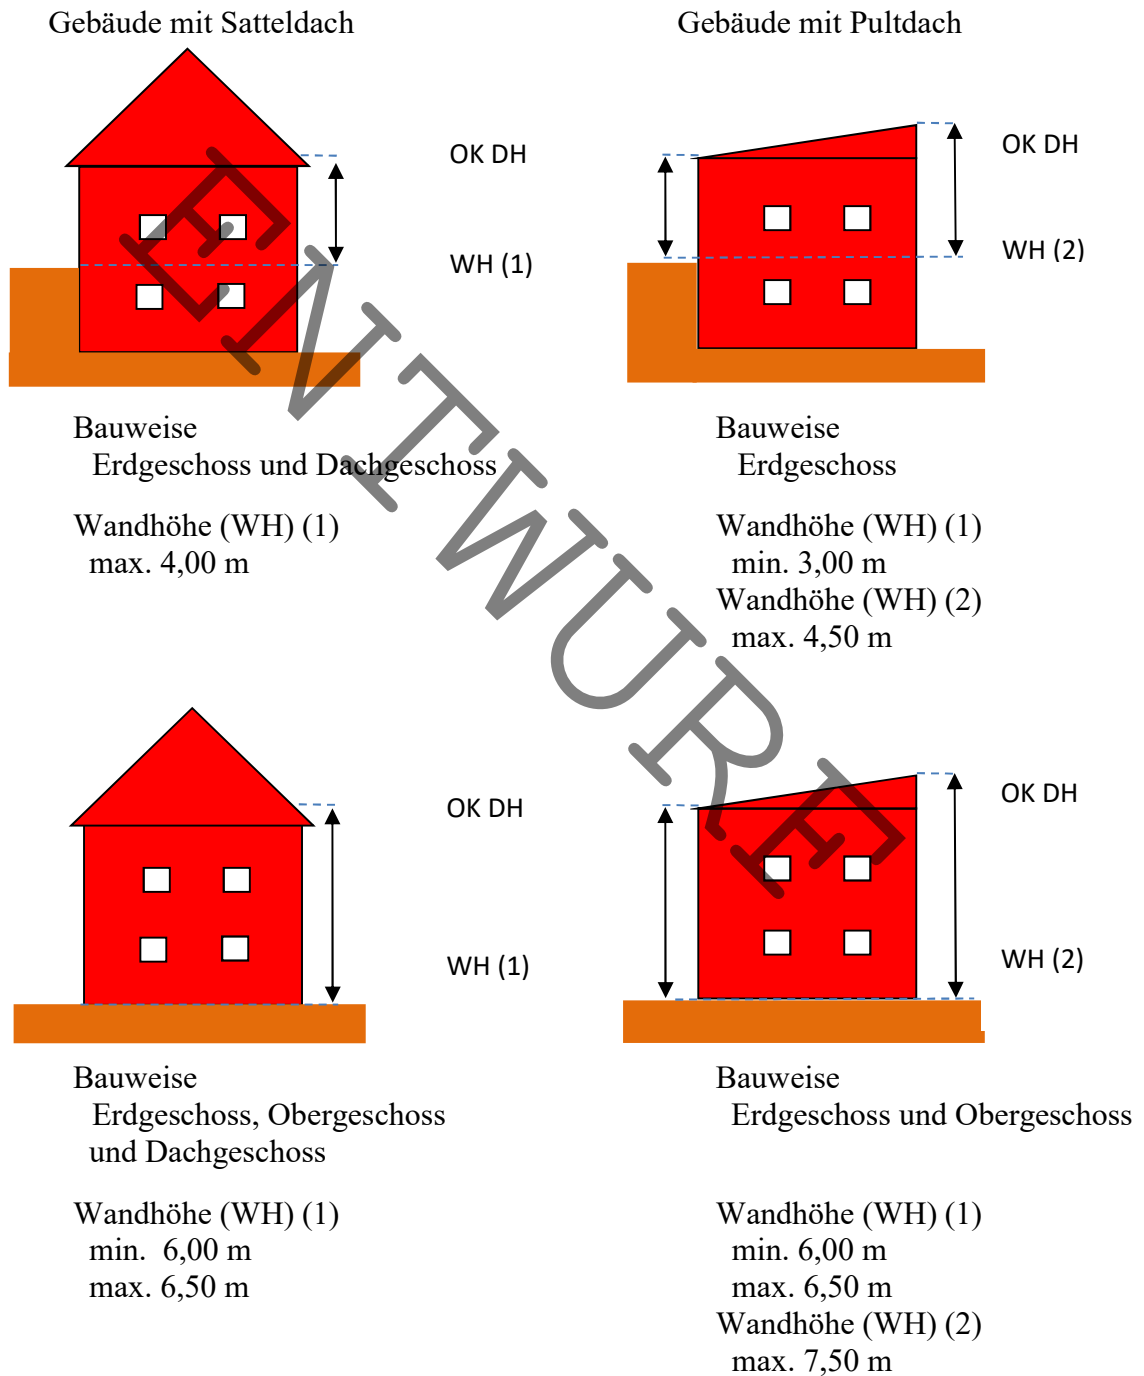 Gebäude mit Satteldach
Gebäude mit Pultdach
OK DH
WH (1)
OK DH
WH (2)
Bauweise
Erdgeschoss und Dachgeschoss
Wandhöhe (WH) (1)
max. 4,00 m
Bauweise
Erdgeschoss
Wandhöhe (WH) (1)
min. 3,00 m
Wandhöhe (WH) (2)
max. 4,50 m
ENTWURF
OK DH
WH (1)
OK DH
WH (2)
Bauweise
Erdgeschoss, Obergeschoss
und Dachgeschoss
Wandhöhe (WH) (1)
min. 6,00 m
max. 6,50 m
Bauweise
Erdgeschoss und Obergeschoss
Wandhöhe (WH) (1)
min. 6,00 m
max. 6,50 m
Wandhöhe (WH) (2)
max. 7,50 m